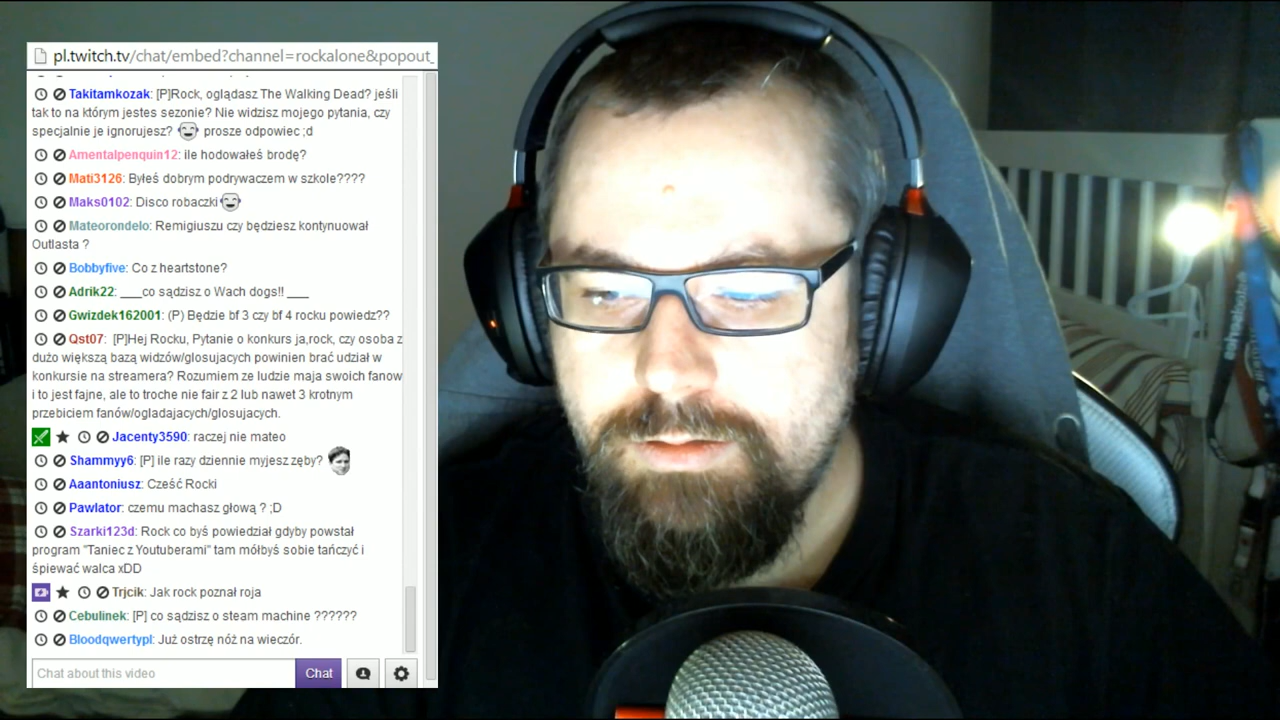 pl.twitch.tv/chat/embed?channel=rockalone&popout_
Takitamkozak: [P]Rock, oglądasz The Walking Dead? jeśli
tak to na którym jestes sezonie? Nie widzisz mojego pytania, czy
specjalnie je ignorujesz? prosze odpowiec ;d
Amentalpenquin12: ile hodowałeś brodę?
Mati3126: Byłeś dobrym podrywaczem w szkole????
Maks0102: Disco robaczki
Mateorondelo: Remigiuszu czy będziesz kontynuował
Outlasta ?
Bobbyfive: Co z heartstone?
Adrik22: ___co sądzisz o Wach dogs!! ___
Gwizdek162001: (P) Będzie bf 3 czy bf 4 rocku powiedz??
Qst07: [P]Hej Rocku, Pytanie o konkurs ja,rock, czy osoba z
dużo większą bazą widzów/glosujacych powinien brać udział w
konkursie na streamera? Rozumiem ze ludzie maja swoich fanow
i to jest fajne, ale to troche nie fair z 2 lub nawet 3 krotnym
przebiciem fanów/ogladajacych/glosujacych.
Jacenty3590: raczej nie mateo
Shammyy6: [P] ile razy dziennie myjesz zęby?
Aaantoniusz: Cześć Rocki
Pawlator: czemu machasz głową ? ;D
Szarki123d: Rock co byś powiedział gdyby powstał
program "Taniec z Youtuberami" tam mółbyś sobie tańczyć i
śpiewać walca xDD
Trjcik: Jak rock poznał roja
Cebulinek: [P] co sądzisz o steam machine ??????
Bloodqwertypl: Już ostrzę nóż na wieczór.
Chat about this video
Chat